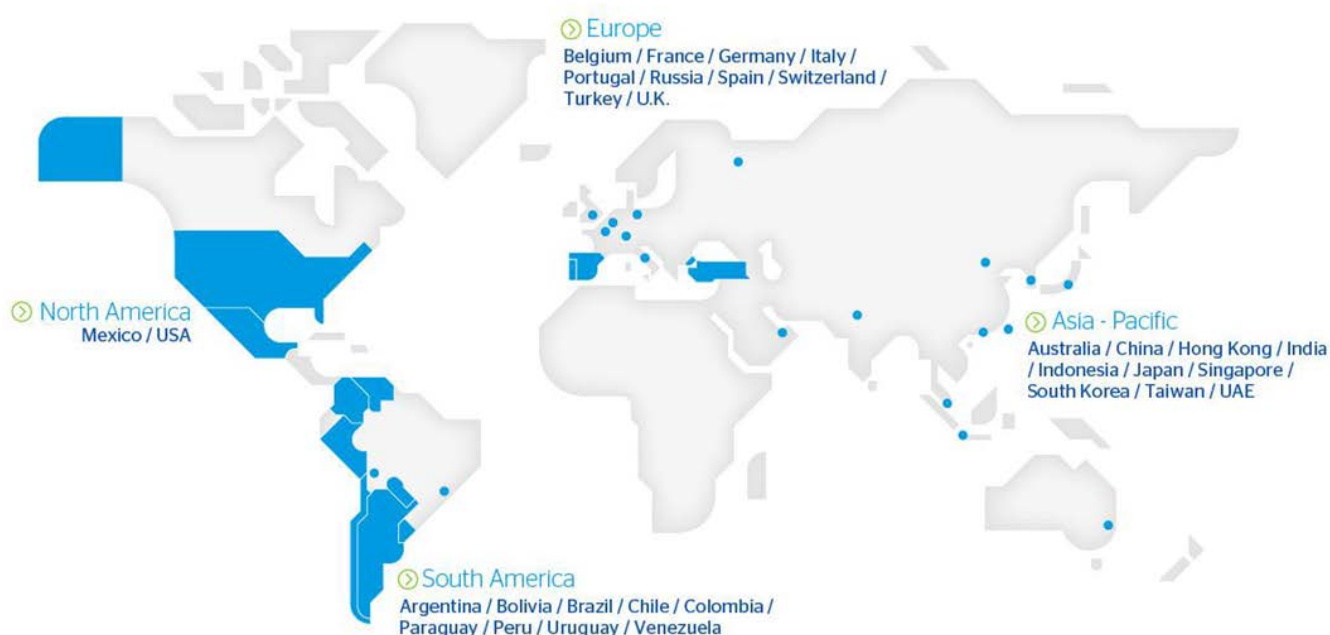 Europe
Belgium / France / Germany / Italy /
Portugal / Russia / Spain / Switzerland /
Turkey / U.K.
North America
Mexico / USA
Asia - Pacific
Australia / China / Hong Kong / India
/ Indonesia / Japan / Singapore /
South Korea / Taiwan / UAE
South America
Argentina / Bolivia / Brazil / Chile / Colombia /
Paraguay / Peru / Uruguay / Venezuela